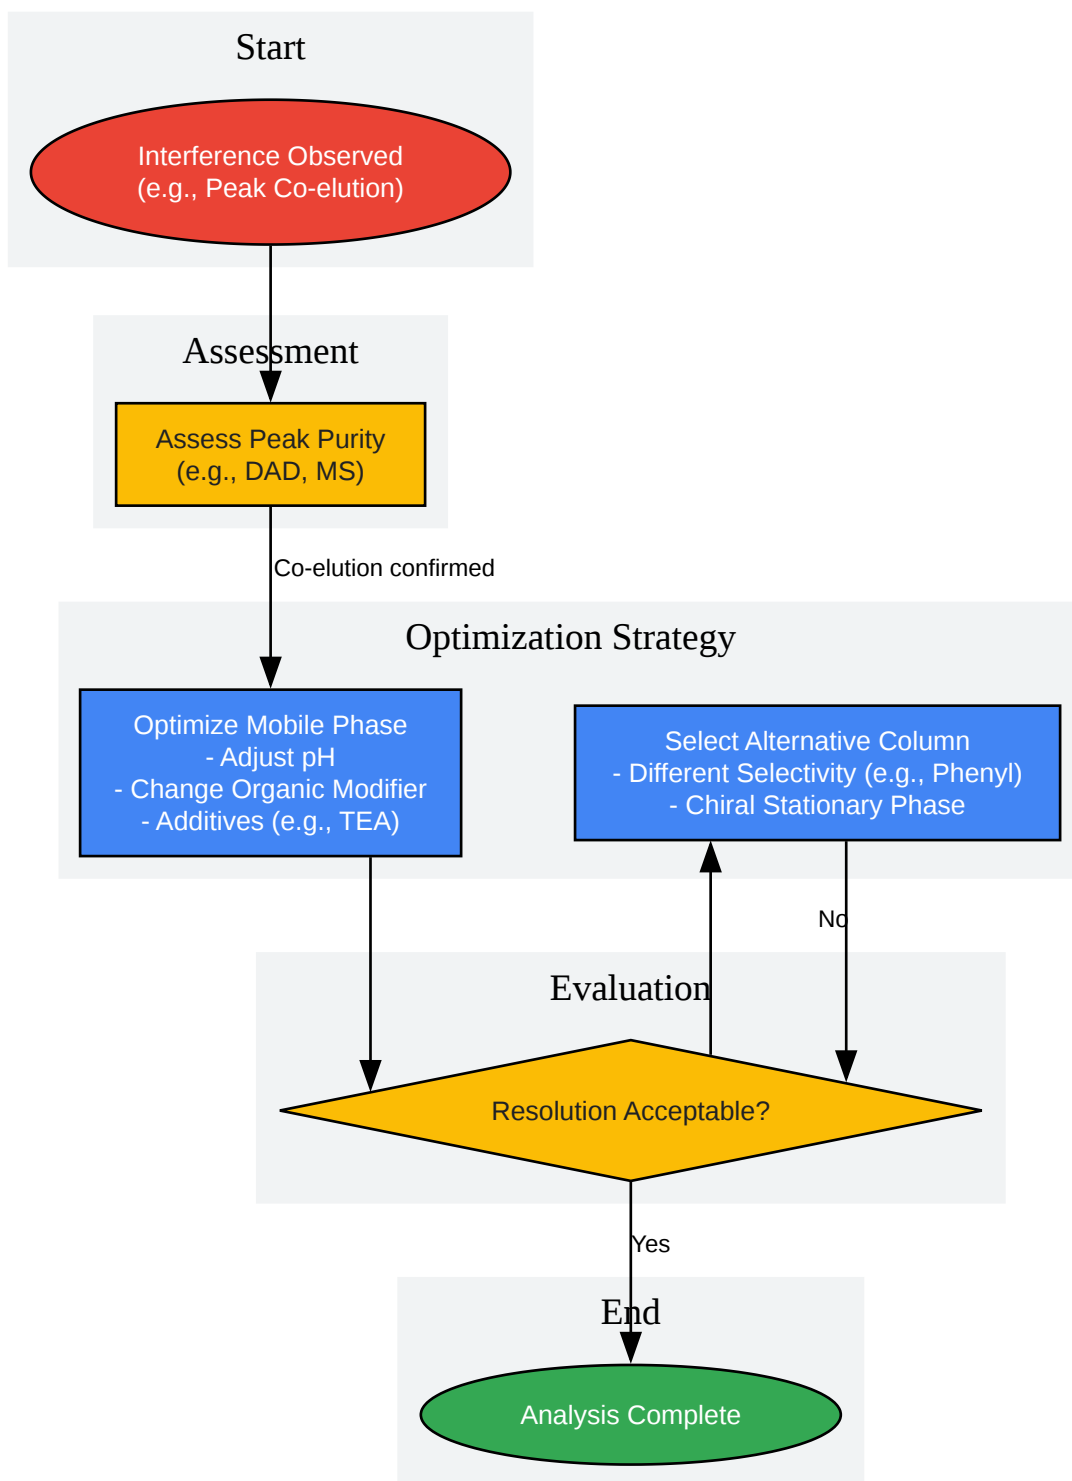 Start
Interference Observed
(e.g., Peak Co-elution)
Assessment
Assess Peak Purity
(e.g., DAD, MS)
Co-elution confirmed
Optimization Strategy
Optimize Mobile Phase
- Adjust pH
- Change Organic Modifier
- Additives (e.g., TEA)
Select Alternative Column
- Different Selectivity (e.g., Phenyl)
- Chiral Stationary Phase
No
Evaluation
Resolution Acceptable?
Yes
End
Analysis Complete